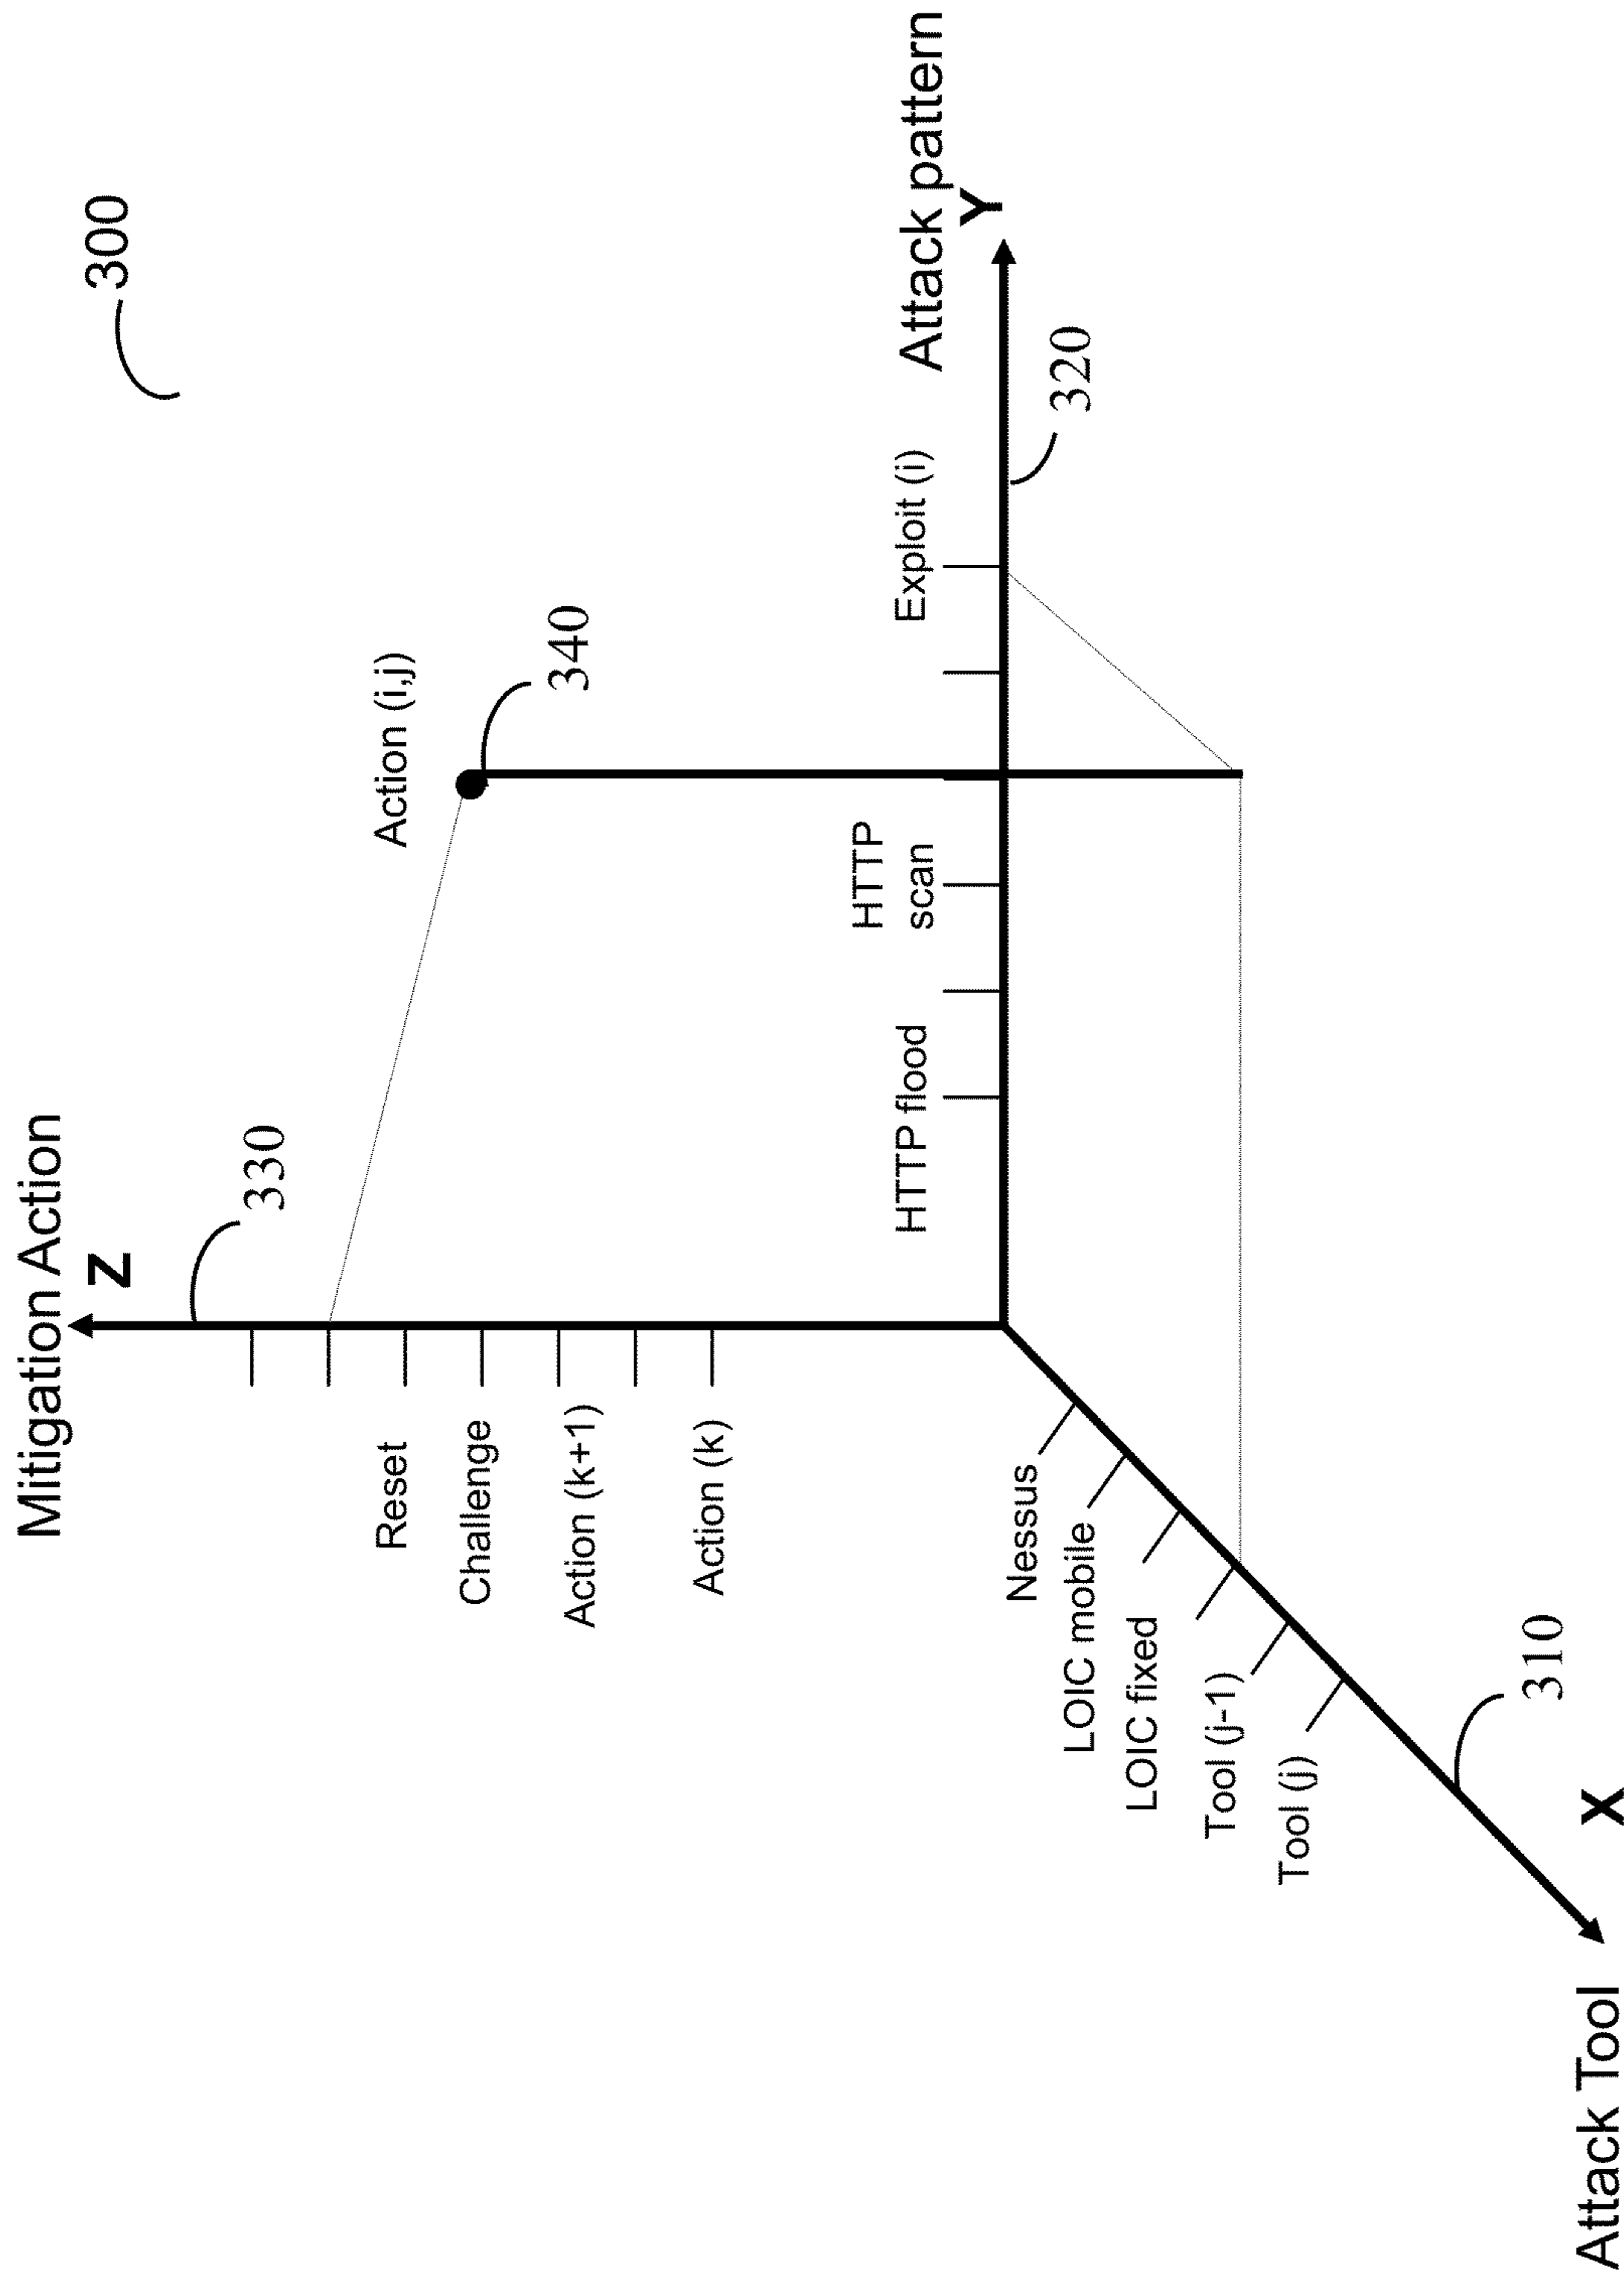 300
Mitigation Action
Z
330
Reset
Challenge
Action (k+1)
Action (k)
Action (i,j)
340
HTTP flood
HTTP
scan
Exploit (i)
Attack pattern
Y
320
Nessus
LOIC mobile
LOIC fixed
Tool (j-1)
Tool (j)
310
X
Attack Tool